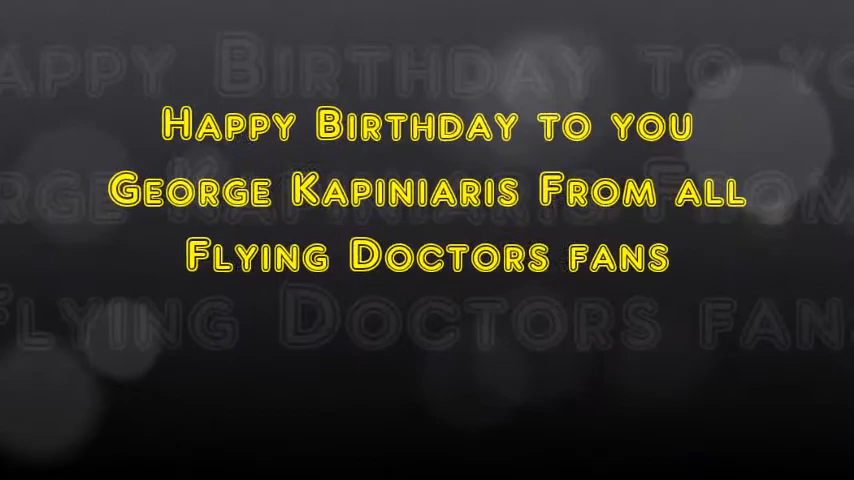 Happy Birthday to you
George Kapiniaris From all
Flying Doctors fans